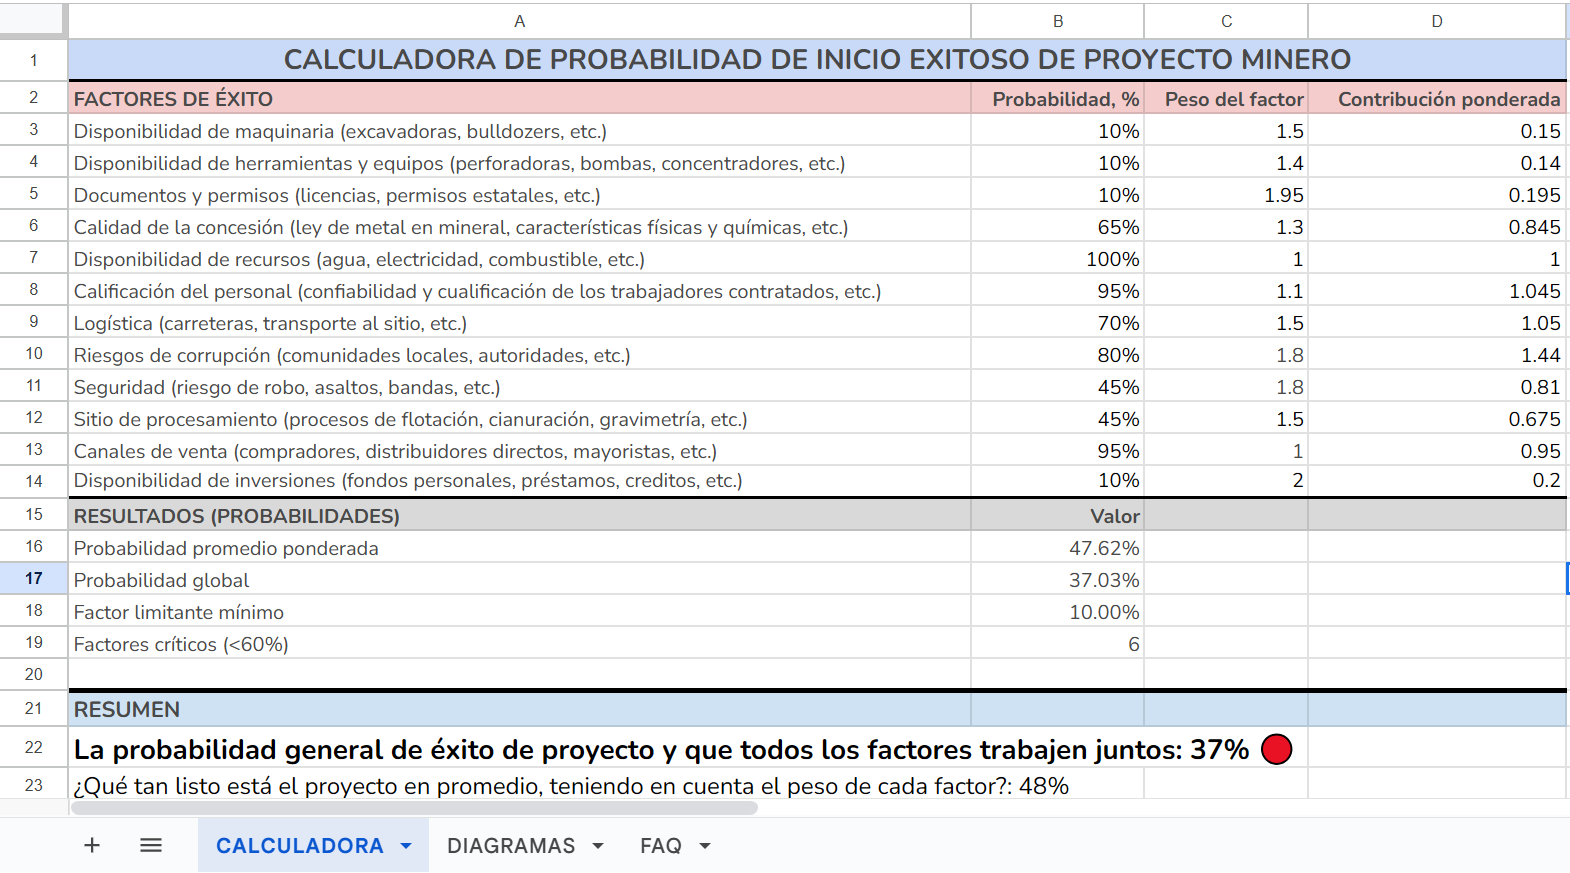 A B C D
1 CALCULADORA DE PROBABILIDAD DE INICIO EXITOSO DE PROYECTO MINERO
2 FACTORES DE ÉXITO Probabilidad, % Peso del factor Contribución ponderada
3 Disponibilidad de maquinaria (excavadoras, bulldozers, etc.) 10% 1.5 0.15
4 Disponibilidad de herramientas y equipos (perforadoras, bombas, concentradores, etc.) 10% 1.4 0.14
5 Documentos y permisos (licencias, permisos estatales, etc.) 10% 1.95 0.195
6 Calidad de la concesión (ley de metal en mineral, características físicas y químicas, etc.) 65% 1.3 0.845
7 Disponibilidad de recursos (agua, electricidad, combustible, etc.) 100% 1 1
8 Calificación del personal (confiabilidad y cualificación de los trabajadores contratados, etc.) 95% 1.1 1.045
9 Logística (carreteras, transporte al sitio, etc.) 70% 1.5 1.05
10 Riesgos de corrupción (comunidades locales, autoridades, etc.) 80% 1.8 1.44
11 Seguridad (riesgo de robo, asaltos, bandas, etc.) 45% 1.8 0.81
12 Sitio de procesamiento (procesos de flotación, cianuración, gravimetría, etc.) 45% 1.5 0.675
13 Canales de venta (compradores, distribuidores directos, mayoristas, etc.) 95% 1 0.95
14 Disponibilidad de inversiones (fondos personales, préstamos, creditos, etc.) 10% 2 0.2
15 RESULTADOS (PROBABILIDADES) Valor
16 Probabilidad promedio ponderada 47.62%
17 Probabilidad global 37.03%
18 Factor limitante mínimo 10.00%
19 Factores críticos (<60%) 6
20
21 RESUMEN
22 La probabilidad general de éxito de proyecto y que todos los factores trabajen juntos: 37%
23 ¿Qué tan listo está el proyecto en promedio, teniendo en cuenta el peso de cada factor?: 48%
CALCULADORA DIAGRAMAS FAQ